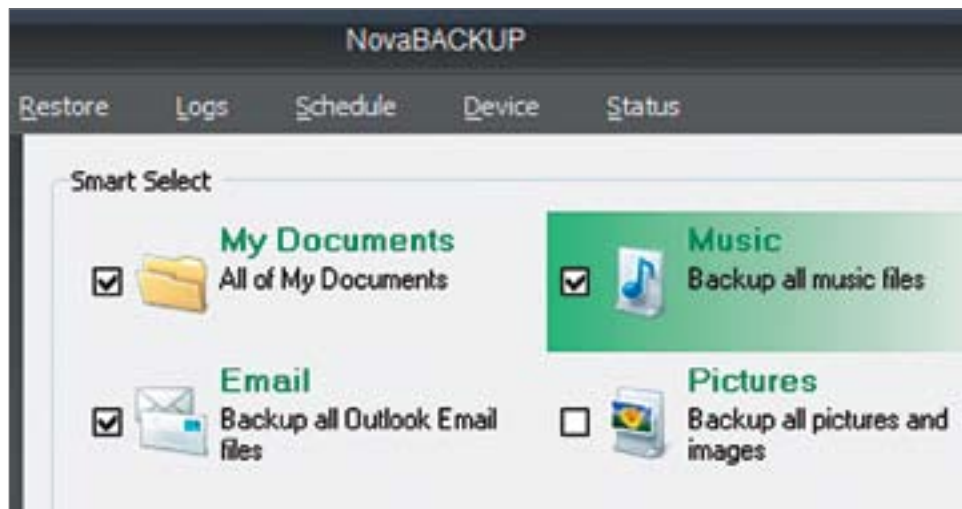 NovaBACKUP
Restore Logs Schedule Device Status
Smart Select
My Documents
All of My Documents
Music
Backup all music files
Email
Backup all Outlook Email
files
Pictures
Backup all pictures and
images